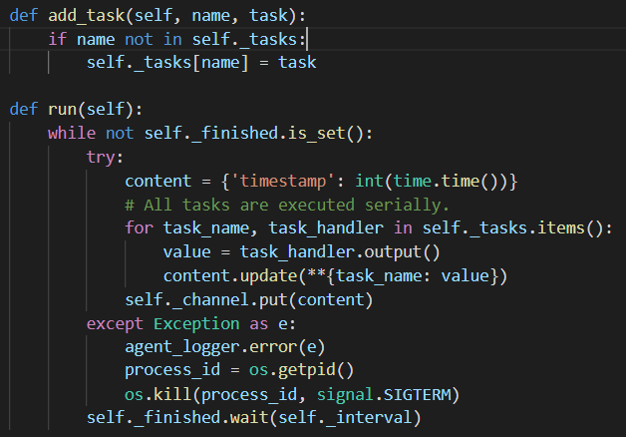 def add_task(self, name, task):
    if name not in self._tasks:
        self._tasks[name] = task

def run(self):
    while not self._finished.is_set():
        try:
            content = {'timestamp': int(time.time())}
            # All tasks are executed serially.
            for task_name, task_handler in self._tasks.items():
                value = task_handler.output()
                content.update(**{task_name: value})
            self._channel.put(content)
        except Exception as e:
            agent_logger.error(e)
            process_id = os.getpid()
            os.kill(process_id, signal.SIGTERM)
        self._finished.wait(self._interval)